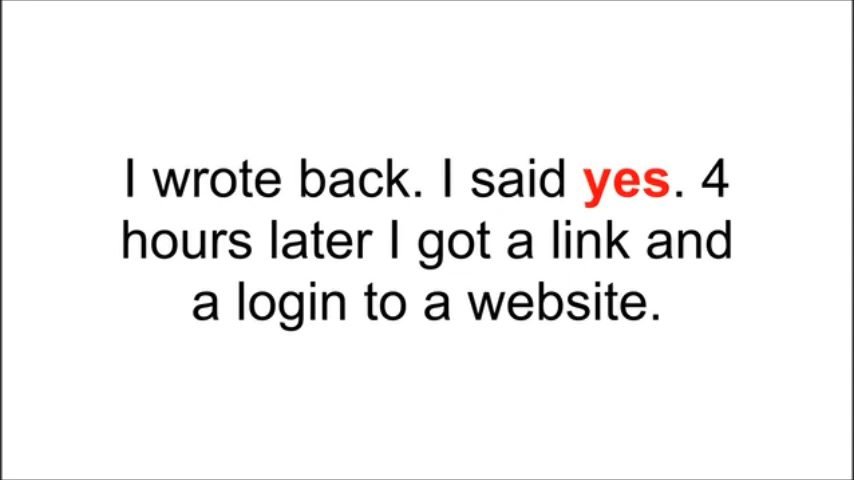 I wrote back. I said yes. 4
hours later I got a link and
a login to a website.